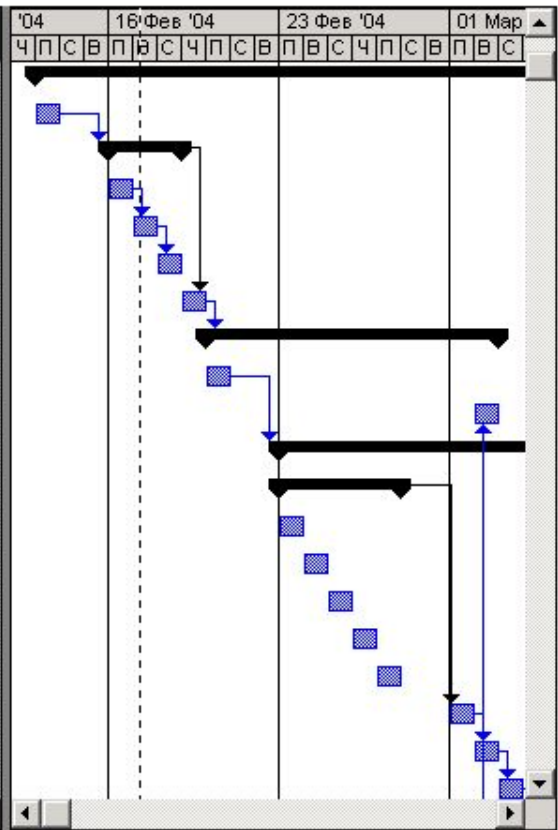 '04 16 Фев '04 23 Фев '04 01 Мар
Ч П С В П В С Ч П С В П В С Ч П С В П В С